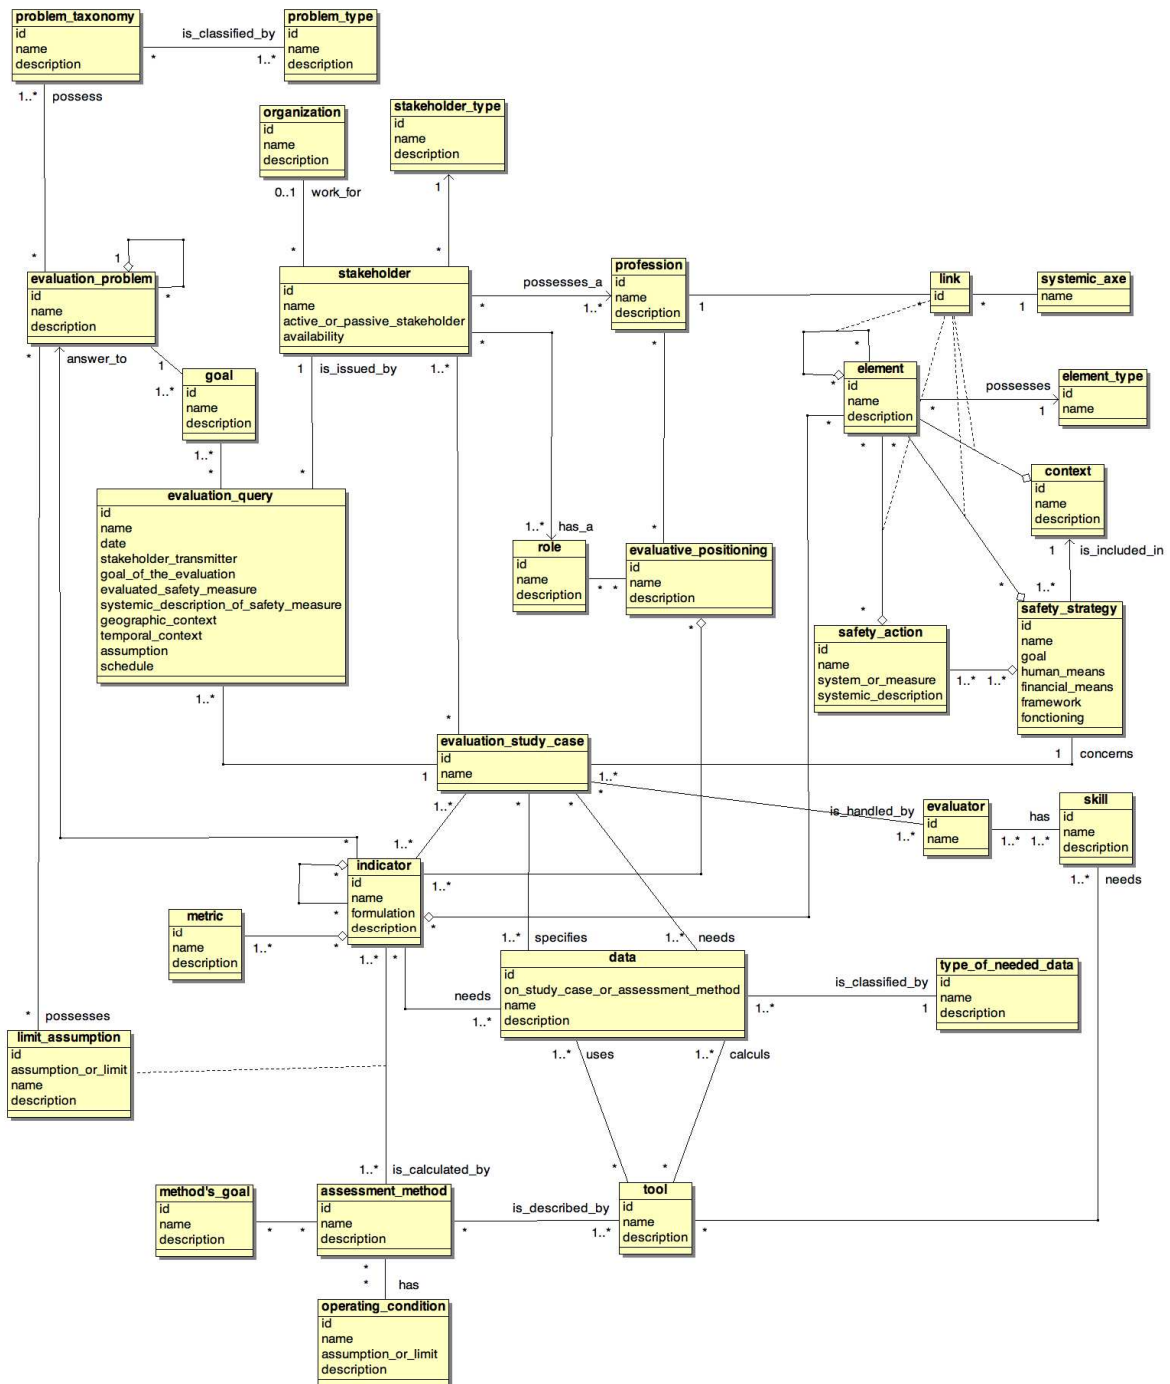 problem_taxonomy
id
name
description
is_classified_by
*
1..*
problem_type
id
name
description
1..*
possess
organization
id
name
description
stakeholder_type
id
name
description
0..1
work_for
1
*
*
*
1
*
evaluation_problem
id
name
description
stakeholder
id
name
active_or_passive_stakeholder
availability
possesses_a
*
1..*
profession
id
name
description
1
*
link
id
*
1
systemic_axe
name
*
answer_to
1
1..*
goal
id
name
description
1
is_issued_by
1..*
*
*
*
*
element
id
name
description
possesses
*
1
element_type
id
name
*
*
*
1..*
*
*
context
id
name
description
evaluation_query
id
name
date
stakeholder_transmitter
goal_of_the_evaluation
evaluated_safety_measure
systemic_description_of_safety_measure
geographic_context
temporal_context
assumption
schedule
1..*
has_a
*
1
is_included_in
role
id
name
description
*
*
evaluative_positioning
id
name
description
*
*
*
1..*
safety_action
id
name
system_or_measure
systemic_description
1..*
1..*
safety_strategy
id
name
goal
human_means
financial_means
framework
fonctioning
1..*
*
evaluation_study_case
id
name
1
1..*
1
concerns
1..*
*
*
*
is_handled_by
1..*
evaluator
id
name
has
1..*
1..*
skill
id
name
description
*
1..*
indicator
id
name
formulation
description
*
*
1..*
*
1..*
needs
metric
id
name
description
1..*
*
1..*
*
1..*
specifies
1..*
needs
data
id
on_study_case_or_assessment_method
name
description
needs
1..*
is_classified_by
1..*
1
type_of_needed_data
id
name
description
*
possesses
limit_assumption
id
assumption_or_limit
name
description
1..*
uses
1..*
calculs
1..*
is_calculated_by
*
*
method's_goal
id
name
description
*
*
assessment_method
id
name
description
is_described_by
*
1..*
tool
id
name
description
*
*
*
has
operating_condition
id
name
assumption_or_limit
description